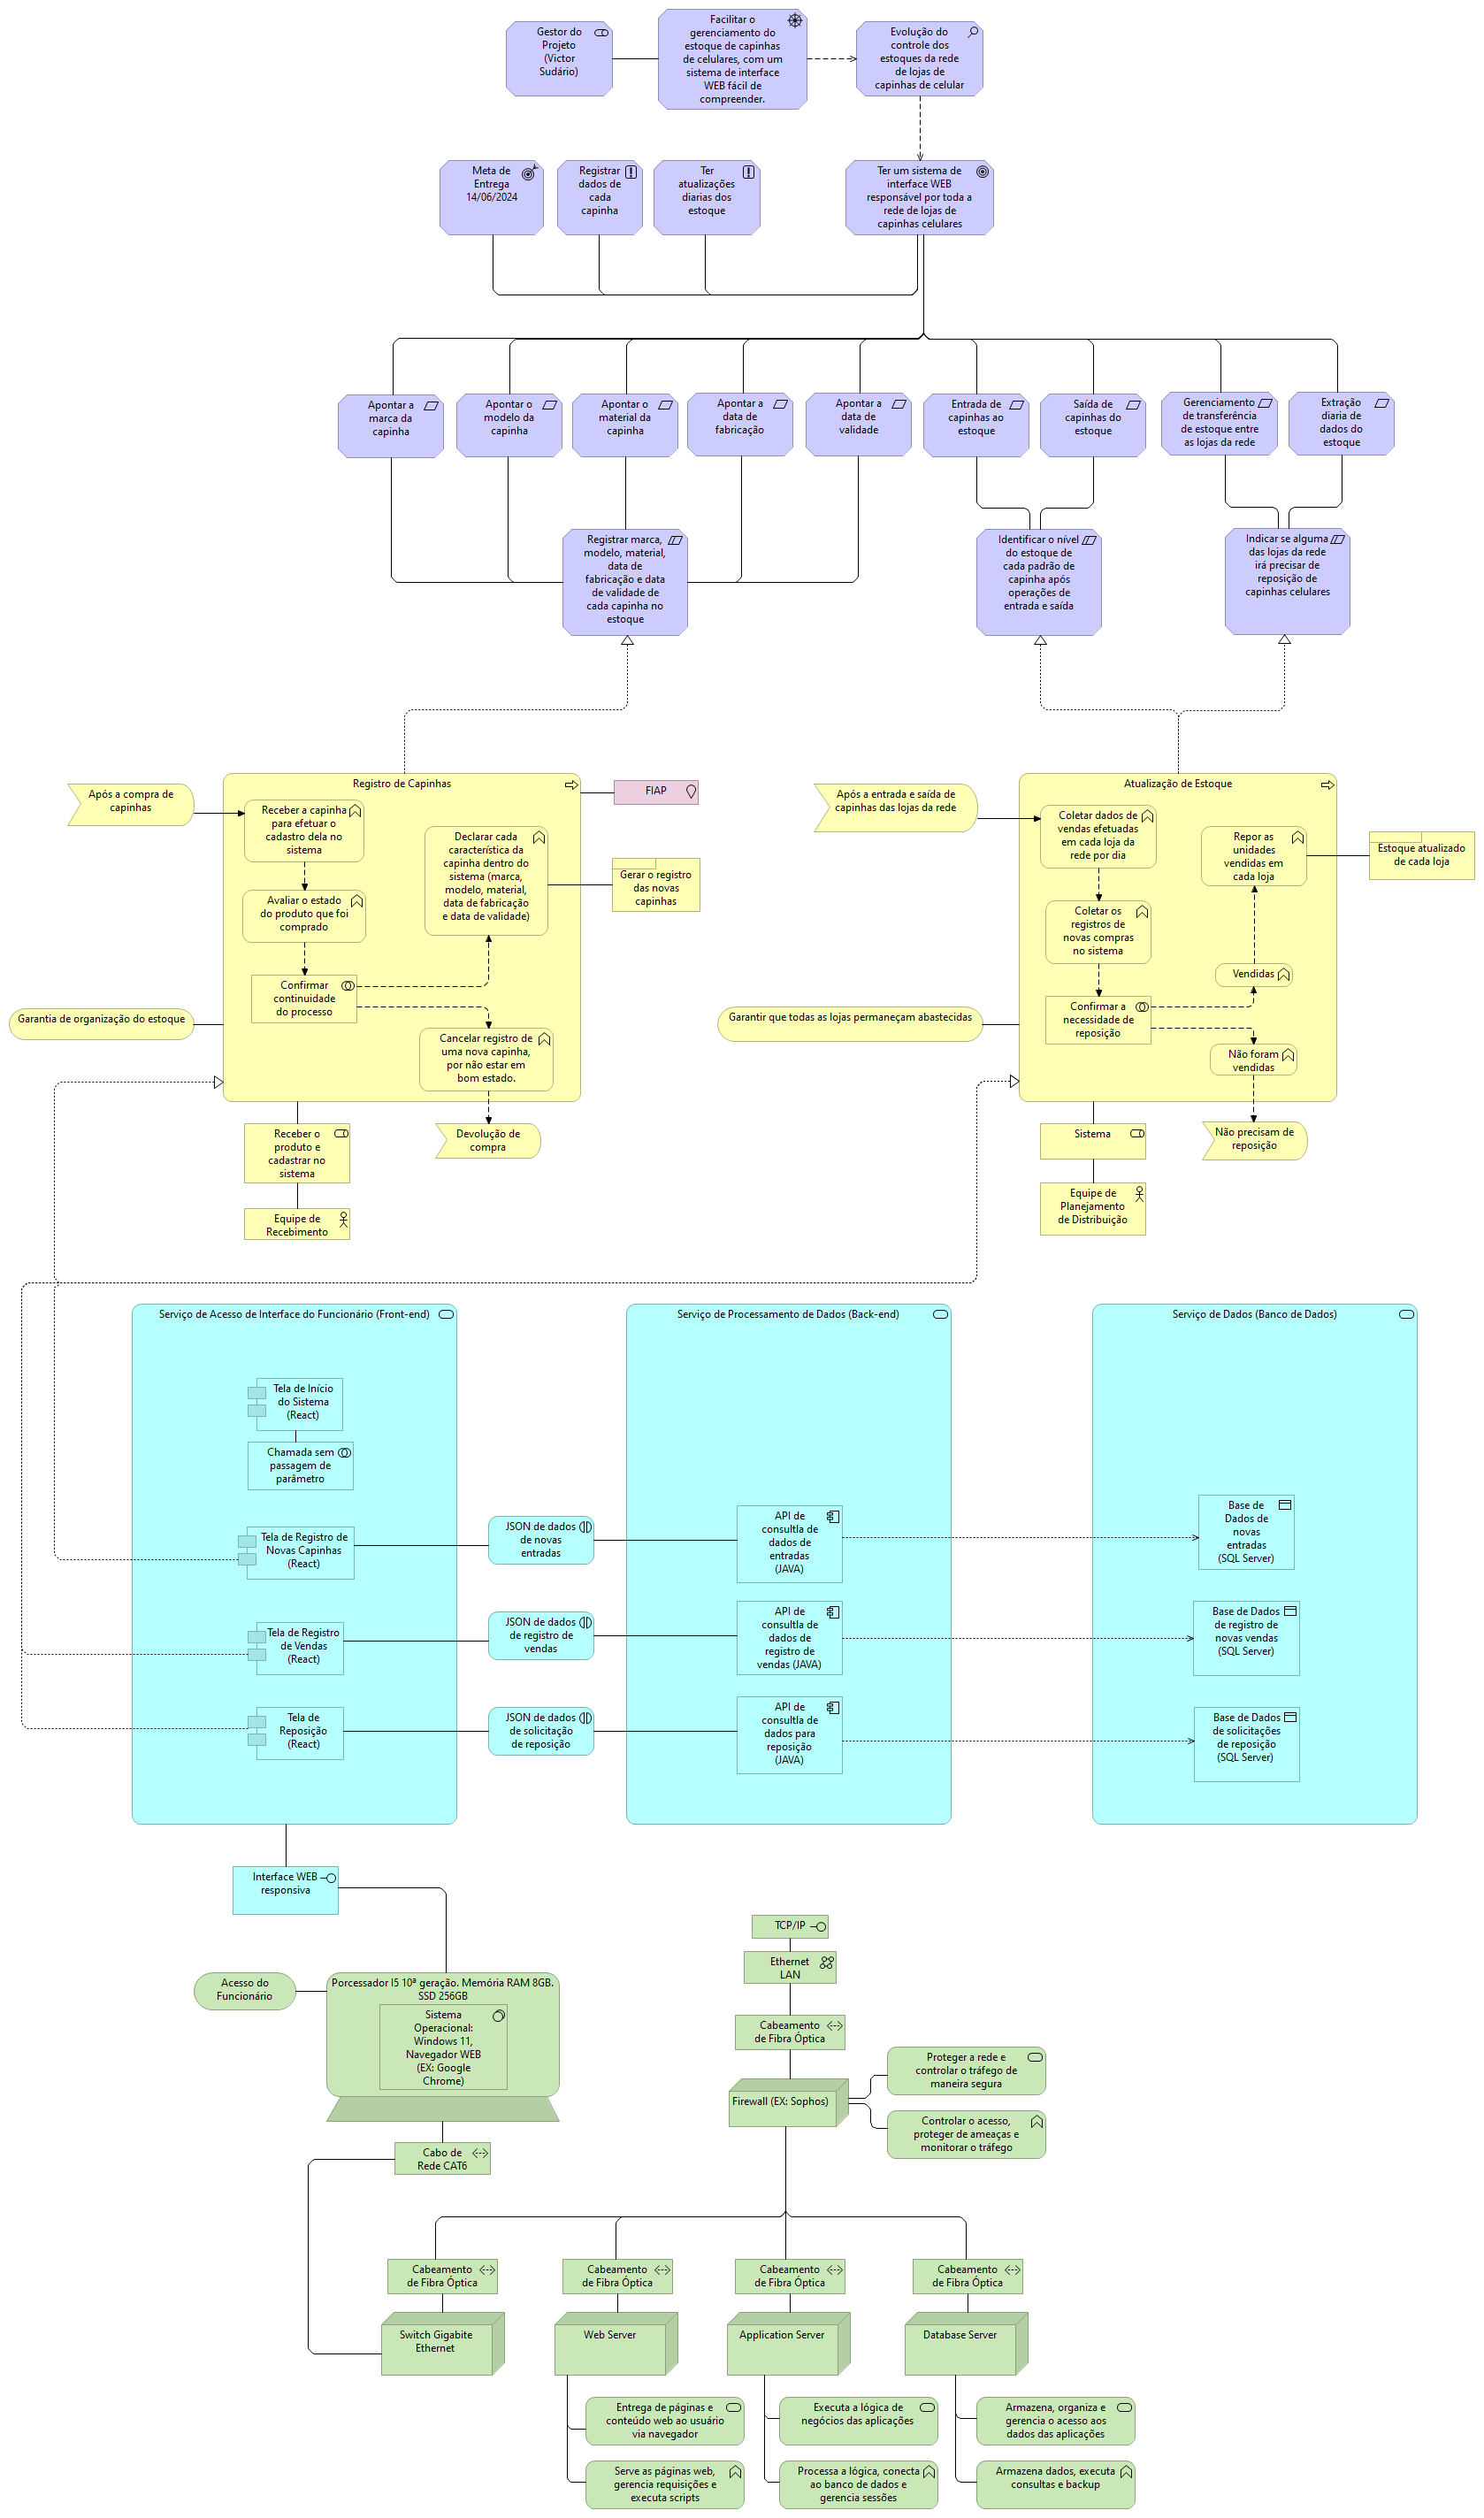 Gestor do
Projeto
(Victor
Sudário)
Facilitar o
gerenciamento do
estoque de capinhas
de celulares, com um
sistema de interface
WEB fácil de
compreender.
Evolução do
controle dos
estoques da rede
de lojas de
capinhas de celular
Meta de
Entrega
14/06/2024
Registrar
dados de
cada
capinha
Ter
atualizações
diarias dos
estoque
Ter um sistema de
interface WEB
responsável por toda a
rede de lojas de
capinhas celulares
Apontar a
marca da
capinha
Apontar o
modelo da
capinha
Apontar o
material da
capinha
Apontar a
data de
fabricação
Apontar a
data de
validade
Entrada de
capinhas ao
estoque
Saída de
capinhas do
estoque
Gerenciamento
de transferência
de estoque entre
as lojas da rede
Extração
diaria de
dados do
estoque
Registrar marca,
modelo, material,
data de
fabricação e data
de validade de
cada capinha no
estoque
Identificar o nível
do estoque de
cada padrão de
capinha após
operações de
entrada e saída
Indicar se alguma
das lojas da rede
irá precisar de
reposição de
capinhas celulares
Após a compra de
capinhas
Registro de Capinhas
Receber a capinha
para efetuar o
cadastro dela no
sistema
Avaliar o estado
do produto que foi
comprado
Confirmar
continuidade
do processo
Declarar cada
característica da
capinha dentro do
sistema (marca,
modelo, material,
data de fabricação
e data de validade)
Cancelar registro de
uma nova capinha,
por não estar em
bom estado.
FIAP
Gerar o registro
das novas
capinhas
Garantia de organização do estoque
Receber o
produto e
cadastrar no
sistema
Equipe de
Recebimento
Devolução de
compra
Após a entrada e saída de
capinhas das lojas da rede
Atualização de Estoque
Coletar dados de
vendas efetuadas
em cada loja da
rede por dia
Coletar os
registros de
novas compras
no sistema
Confirmar a
necessidade de
reposição
Repor as
unidades
vendidas em
cada loja
Vendidas
Não foram
vendidas
Estoque atualizado
de cada loja
Garantir que todas as lojas permaneçam abastecidas
Sistema
Equipe de
Planejamento
de Distribuição
Não precisam de
reposição
Serviço de Acesso de Interface do Funcionário (Front-end)
Tela de Início
do Sistema
(React)
Chamada sem
passagem de
parâmetro
Tela de Registro de
Novas Capinhas
(React)
Tela de Registro
de Vendas
(React)
Tela de
Reposição
(React)
JSON de dados
de novas
entradas
JSON de dados
de registro de
vendas
JSON de dados
de solicitação
de reposição
Serviço de Processamento de Dados (Back-end)
API de
consultla de
dados de
entradas
(JAVA)
API de
consultla de
dados de
registro de
vendas (JAVA)
API de
consultla de
dados para
reposição
(JAVA)
Serviço de Dados (Banco de Dados)
Base de
Dados de
novas
entradas
(SQL Server)
Base de Dados
de registro de
novas vendas
(SQL Server)
Base de Dados
de solicitações
de reposição
(SQL Server)
Interface WEB
responsiva
Acesso do
Funcionário
Porcessador I5 10ª geração. Memória RAM 8GB.
SSD 256GB
Sistema
Operacional:
Windows 11,
Navegador WEB
(EX: Google
Chrome)
Cabo de
Rede CAT6
TCP/IP
Ethernet
LAN
Cabeamento
de Fibra Óptica
Firewall (EX: Sophos)
Proteger a rede e
controlar o tráfego de
maneira segura
Controlar o acesso,
proteger de ameaças e
monitorar o tráfego
Cabeamento
de Fibra Óptica
Cabeamento
de Fibra Óptica
Cabeamento
de Fibra Óptica
Cabeamento
de Fibra Óptica
Switch Gigabite
Ethernet
Web Server
Application Server
Database Server
Entrega de páginas e
conteúdo web ao usuário
via navegador
Serve as páginas web,
gerencia requisições e
executa scripts
Executa a lógica de
negócios das aplicações
Processa a lógica, conecta
ao banco de dados e
gerencia sessões
Armazena, organiza e
gerencia o acesso aos
dados das aplicações
Armazena dados, executa
consultas e backup